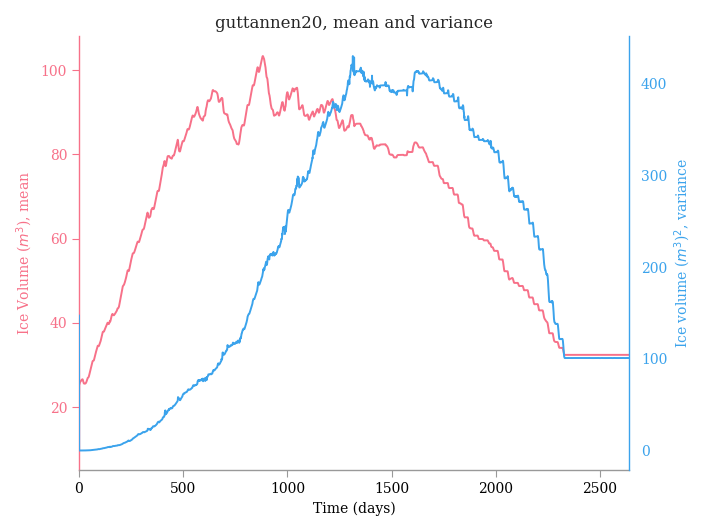 guttannen20, mean and variance
100
80
60
40
20
Ice Volume (m³), mean
400
300
200
100
0
Ice volume (m³)², variance
0 500 1000 1500 2000 2500
Time (days)